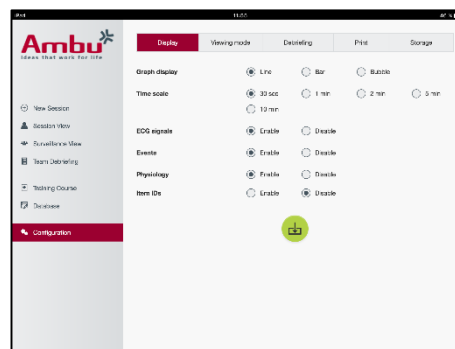 iPad 11.55
Ambu
Ideas that work for life
Display Viewing mode Debriefing Print Storage
Graph display Line Bar Bubble
Time scale 30 sec 1 min 2 min 5 min
10 min
New Session
Session View
Surveillance View
Team Debriefing
Training Course
Database
Configuration
ECG signals Enable Disable
Events Enable Disable
Physiology Enable Disable
Item IDs Enable Disable